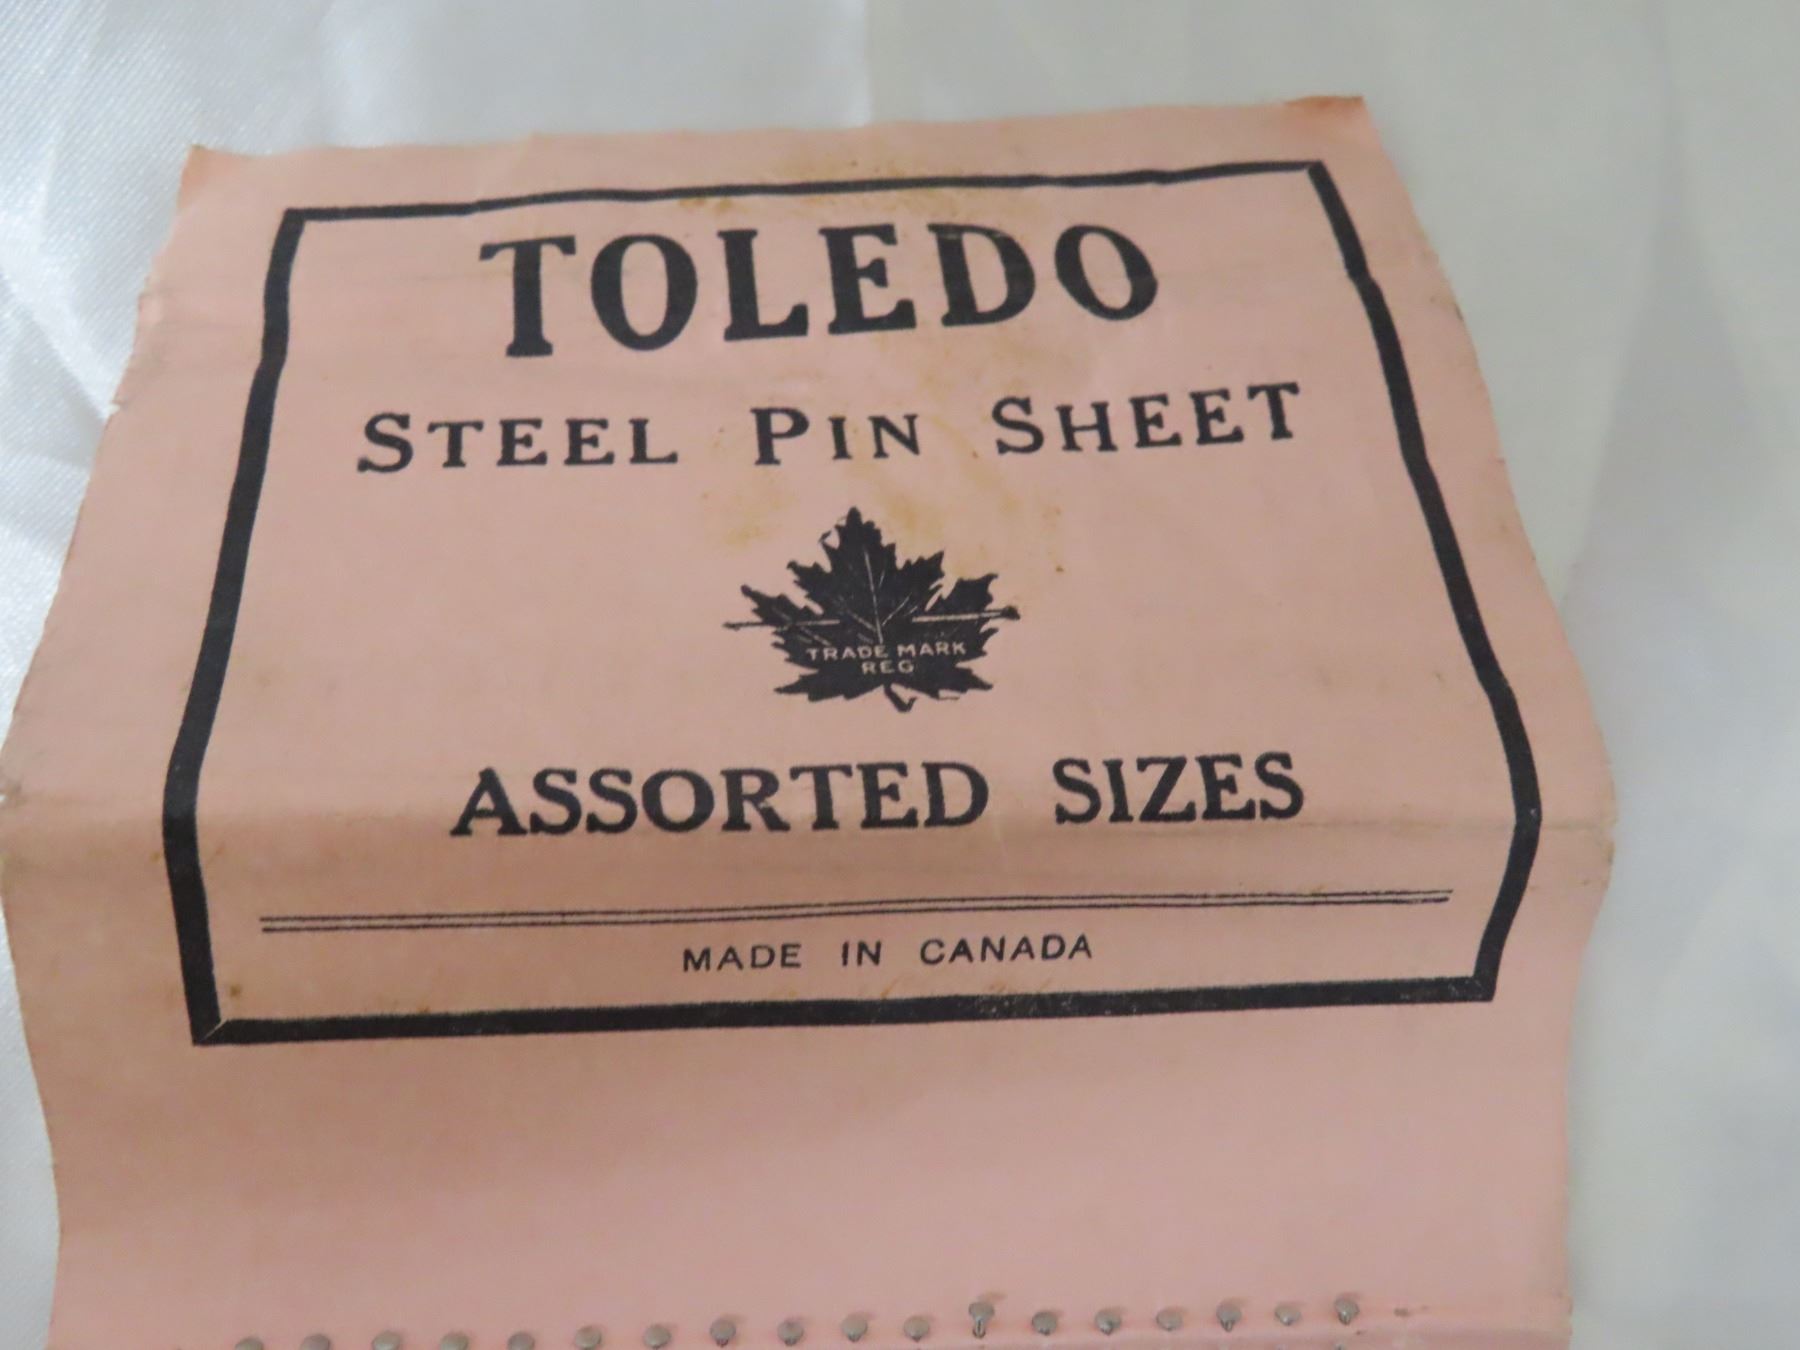 TOLEDO
STEEL PIN SHEET
TRADE MARK
REG
ASSORTED SIZES
MADE IN CANADA